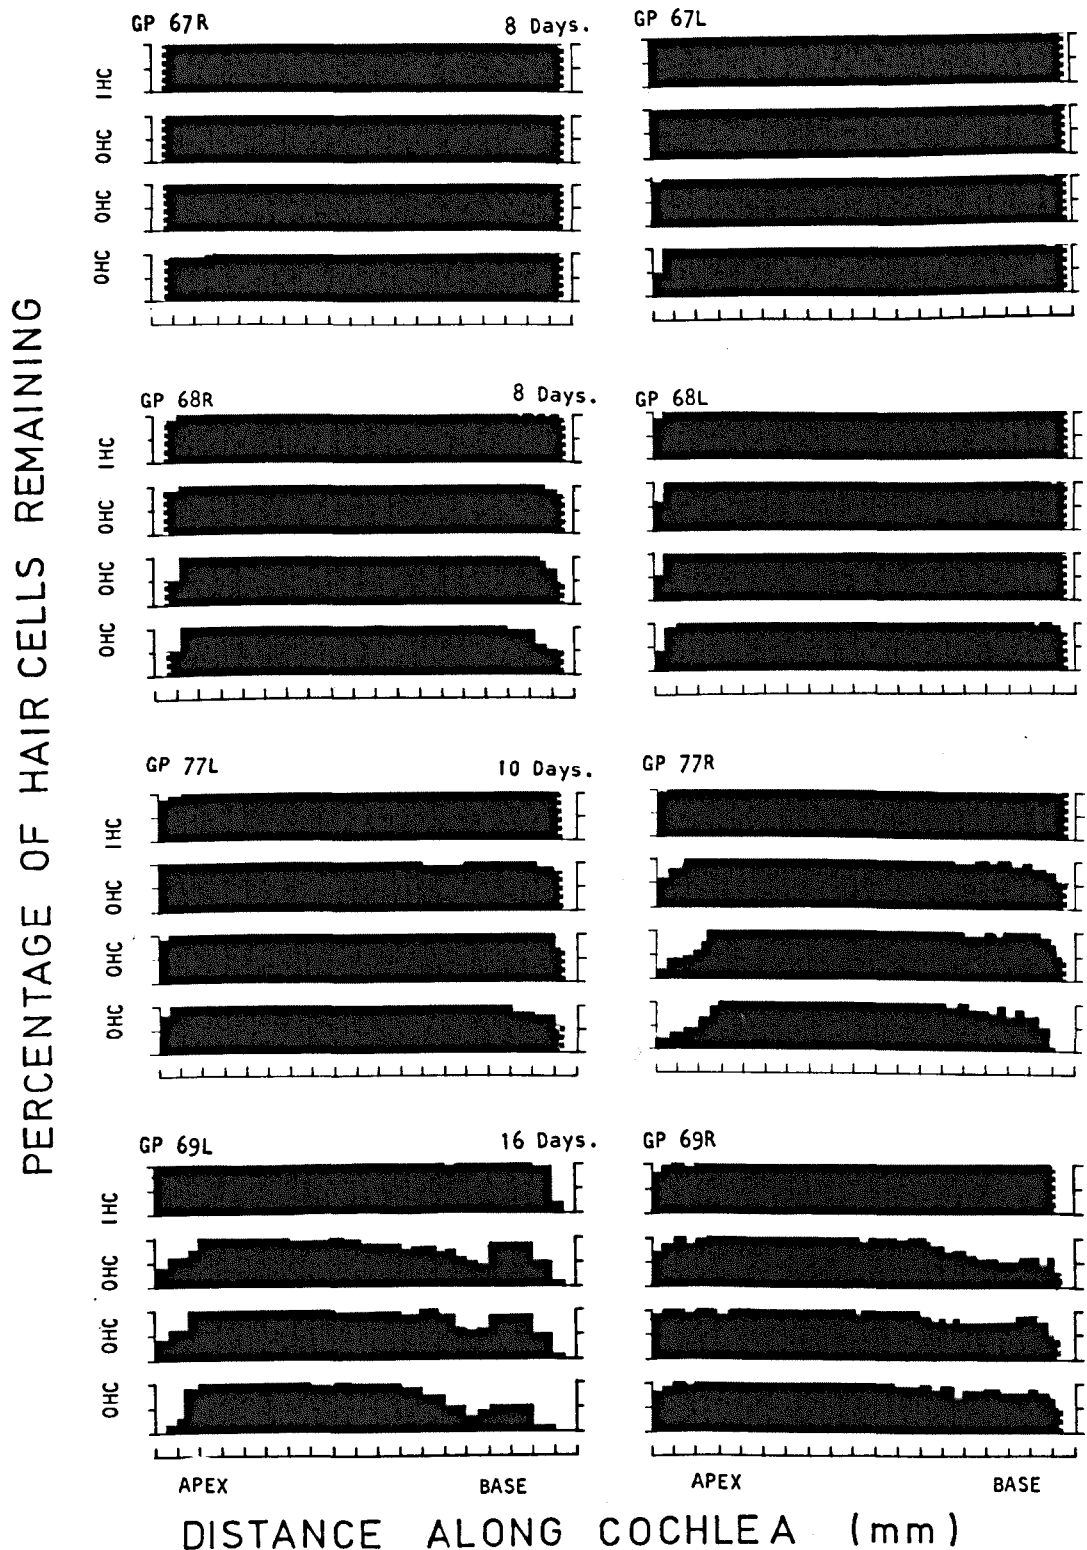 GP 67R 8 Days. GP 67L
IHC
OHC
OHC
OHC
GP 68R 8 Days. GP 68L
IHC
OHC
OHC
OHC
GP 77L 10 Days. GP 77R
IHC
OHC
OHC
OHC
GP 69L 16 Days. GP 69R
IHC
OHC
OHC
OHC
APEX BASE APEX BASE
DISTANCE ALONG COCHLEA (mm)
PERCENTAGE OF HAIR CELLS REMAINING